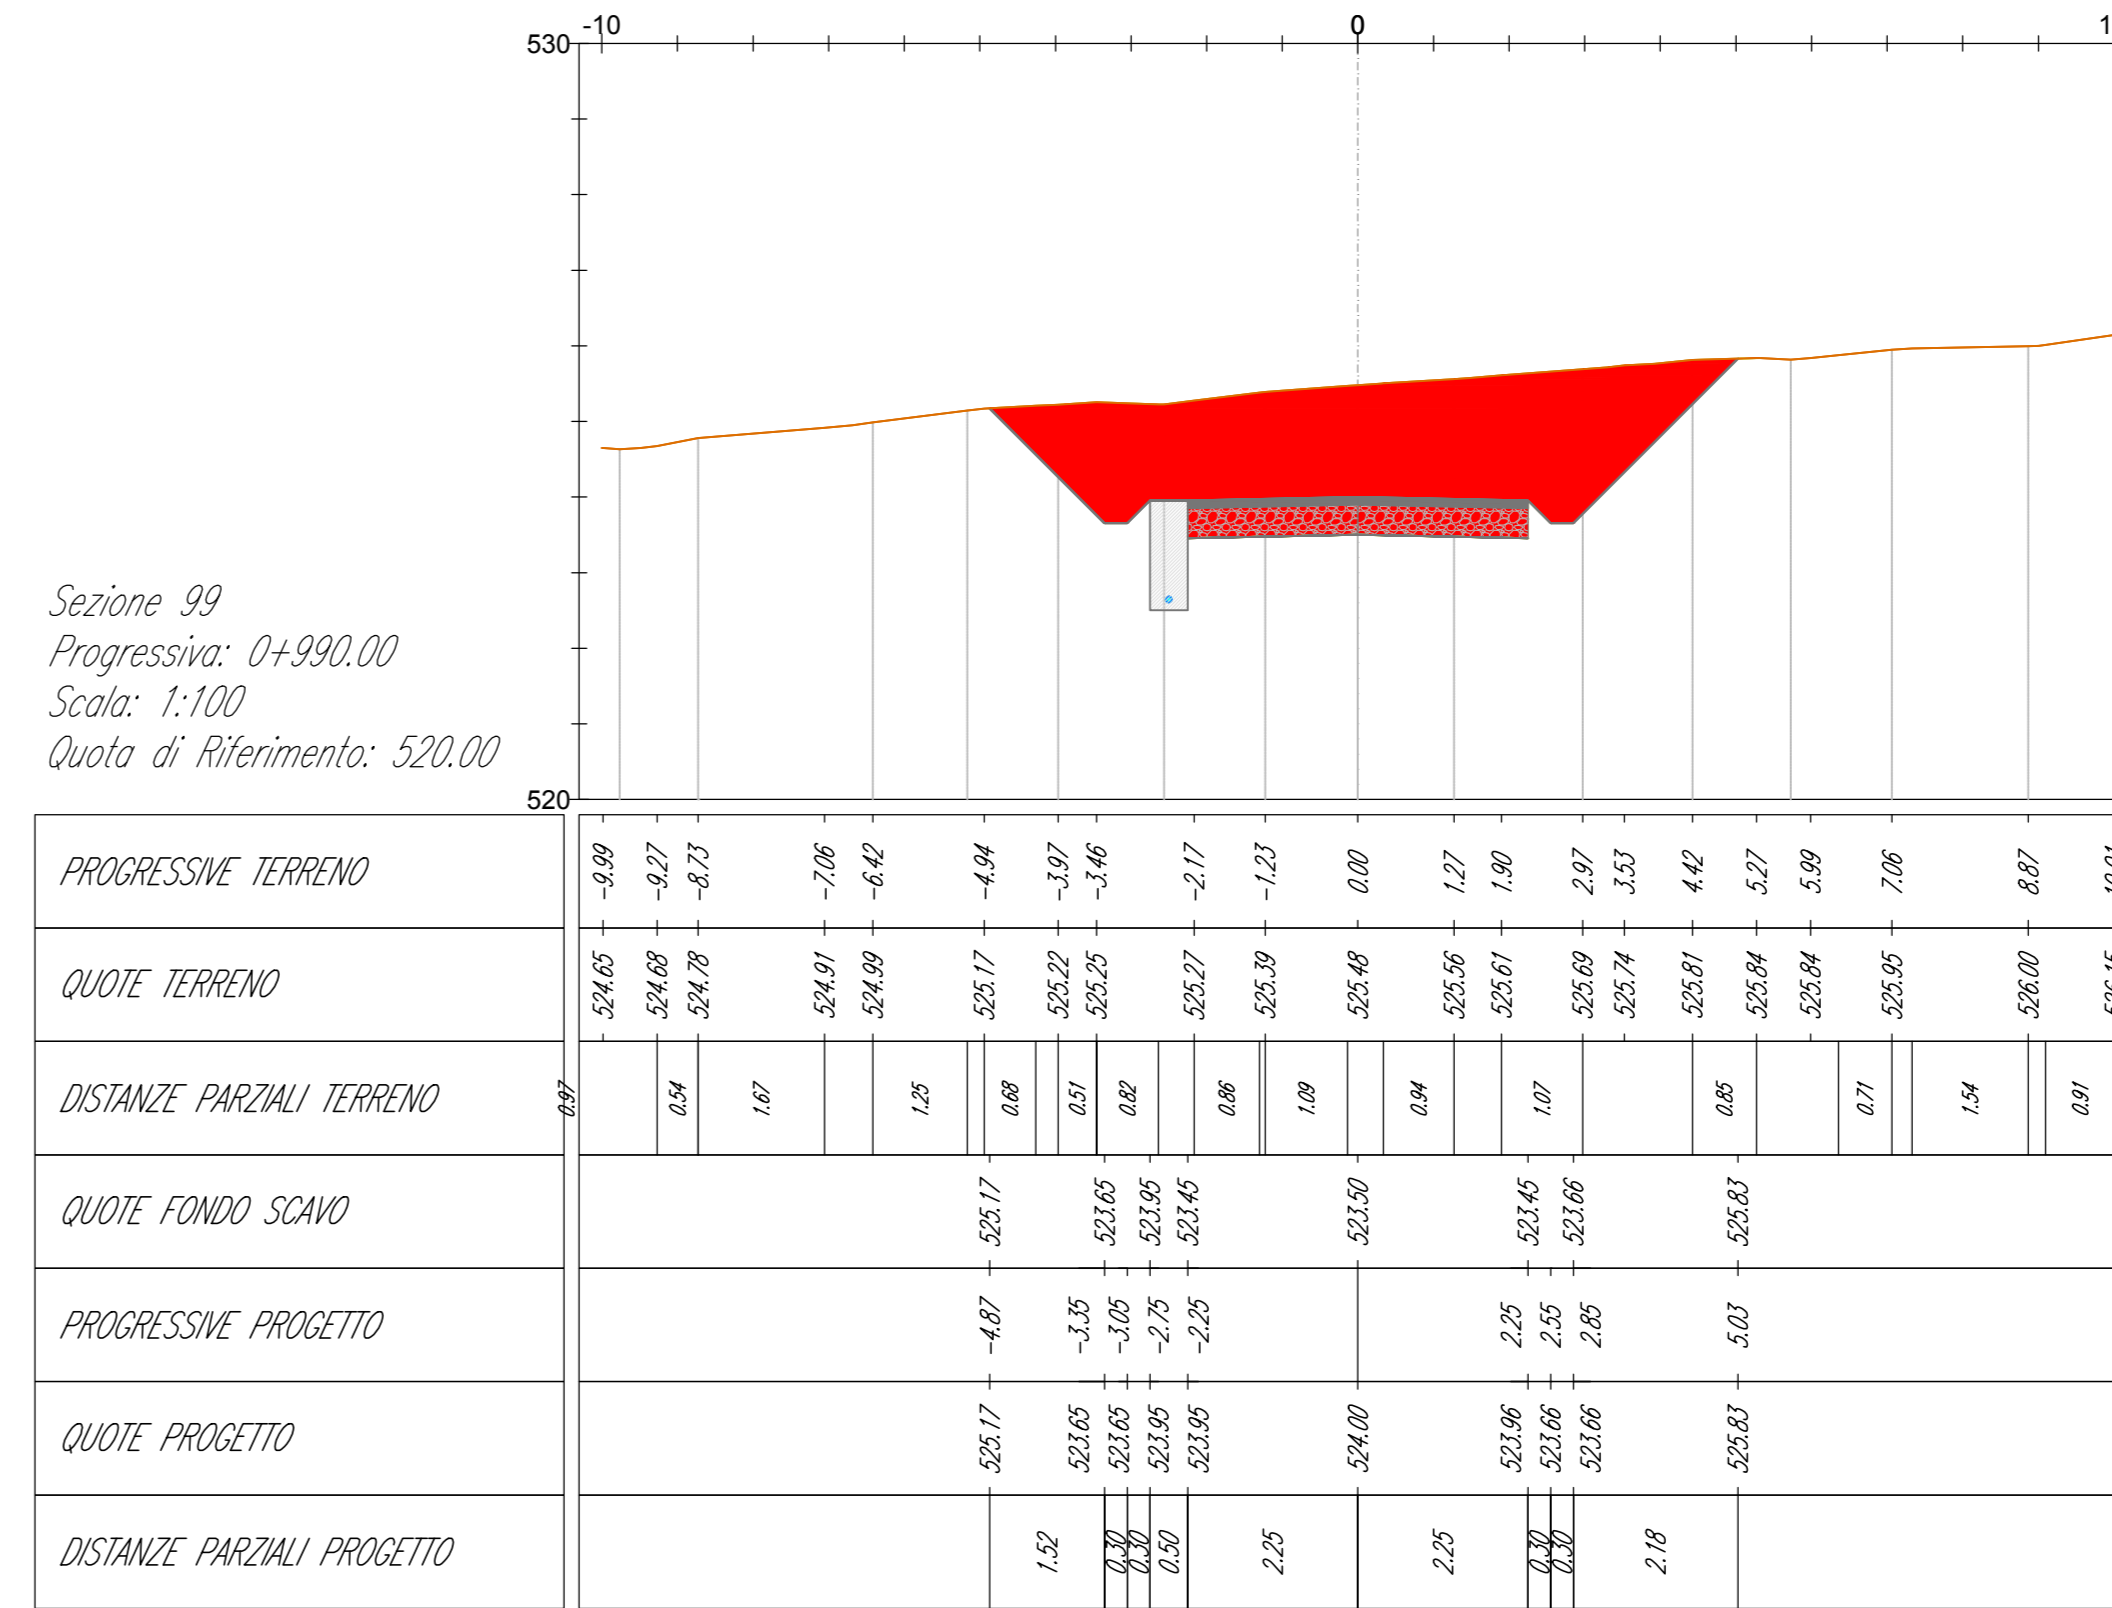 -10 0 1
530
Sezione 99
Progressiva: 0+990.00
Scala: 1:100
Quota di Riferimento: 520.00
520
PROGRESSIVE TERRENO -9.99 -9.27 -8.73 -7.06 -6.42 -4.94 -3.97 -3.46 -2.17 -1.23 0.00 1.27 1.90 2.97 3.53 4.42 5.27 5.99 7.06 8.87
QUOTE TERRENO 524.65 524.68 524.78 524.91 524.99 525.17 525.22 525.25 525.27 525.39 525.48 525.56 525.61 525.69 525.74 525.81 525.84 525.84 525.95 526.00
DISTANZE PARZIALI TERRENO 0.97 0.54 1.67 1.25 0.68 0.51 0.82 0.86 1.09 0.94 1.07 0.85 0.71 1.54 0.91
QUOTE FONDO SCAVO 525.17 523.65 523.95 523.45 523.50 523.45 523.66 525.83
PROGRESSIVE PROGETTO -4.87 -3.35 -3.05 -2.75 -2.25 2.25 2.55 2.85 5.03
QUOTE PROGETTO 525.17 523.65 523.65 523.95 523.95 524.00 523.96 523.66 523.66 525.83
DISTANZE PARZIALI PROGETTO 1.52 0.30 0.30 0.50 2.25 2.25 0.30 0.30 2.18